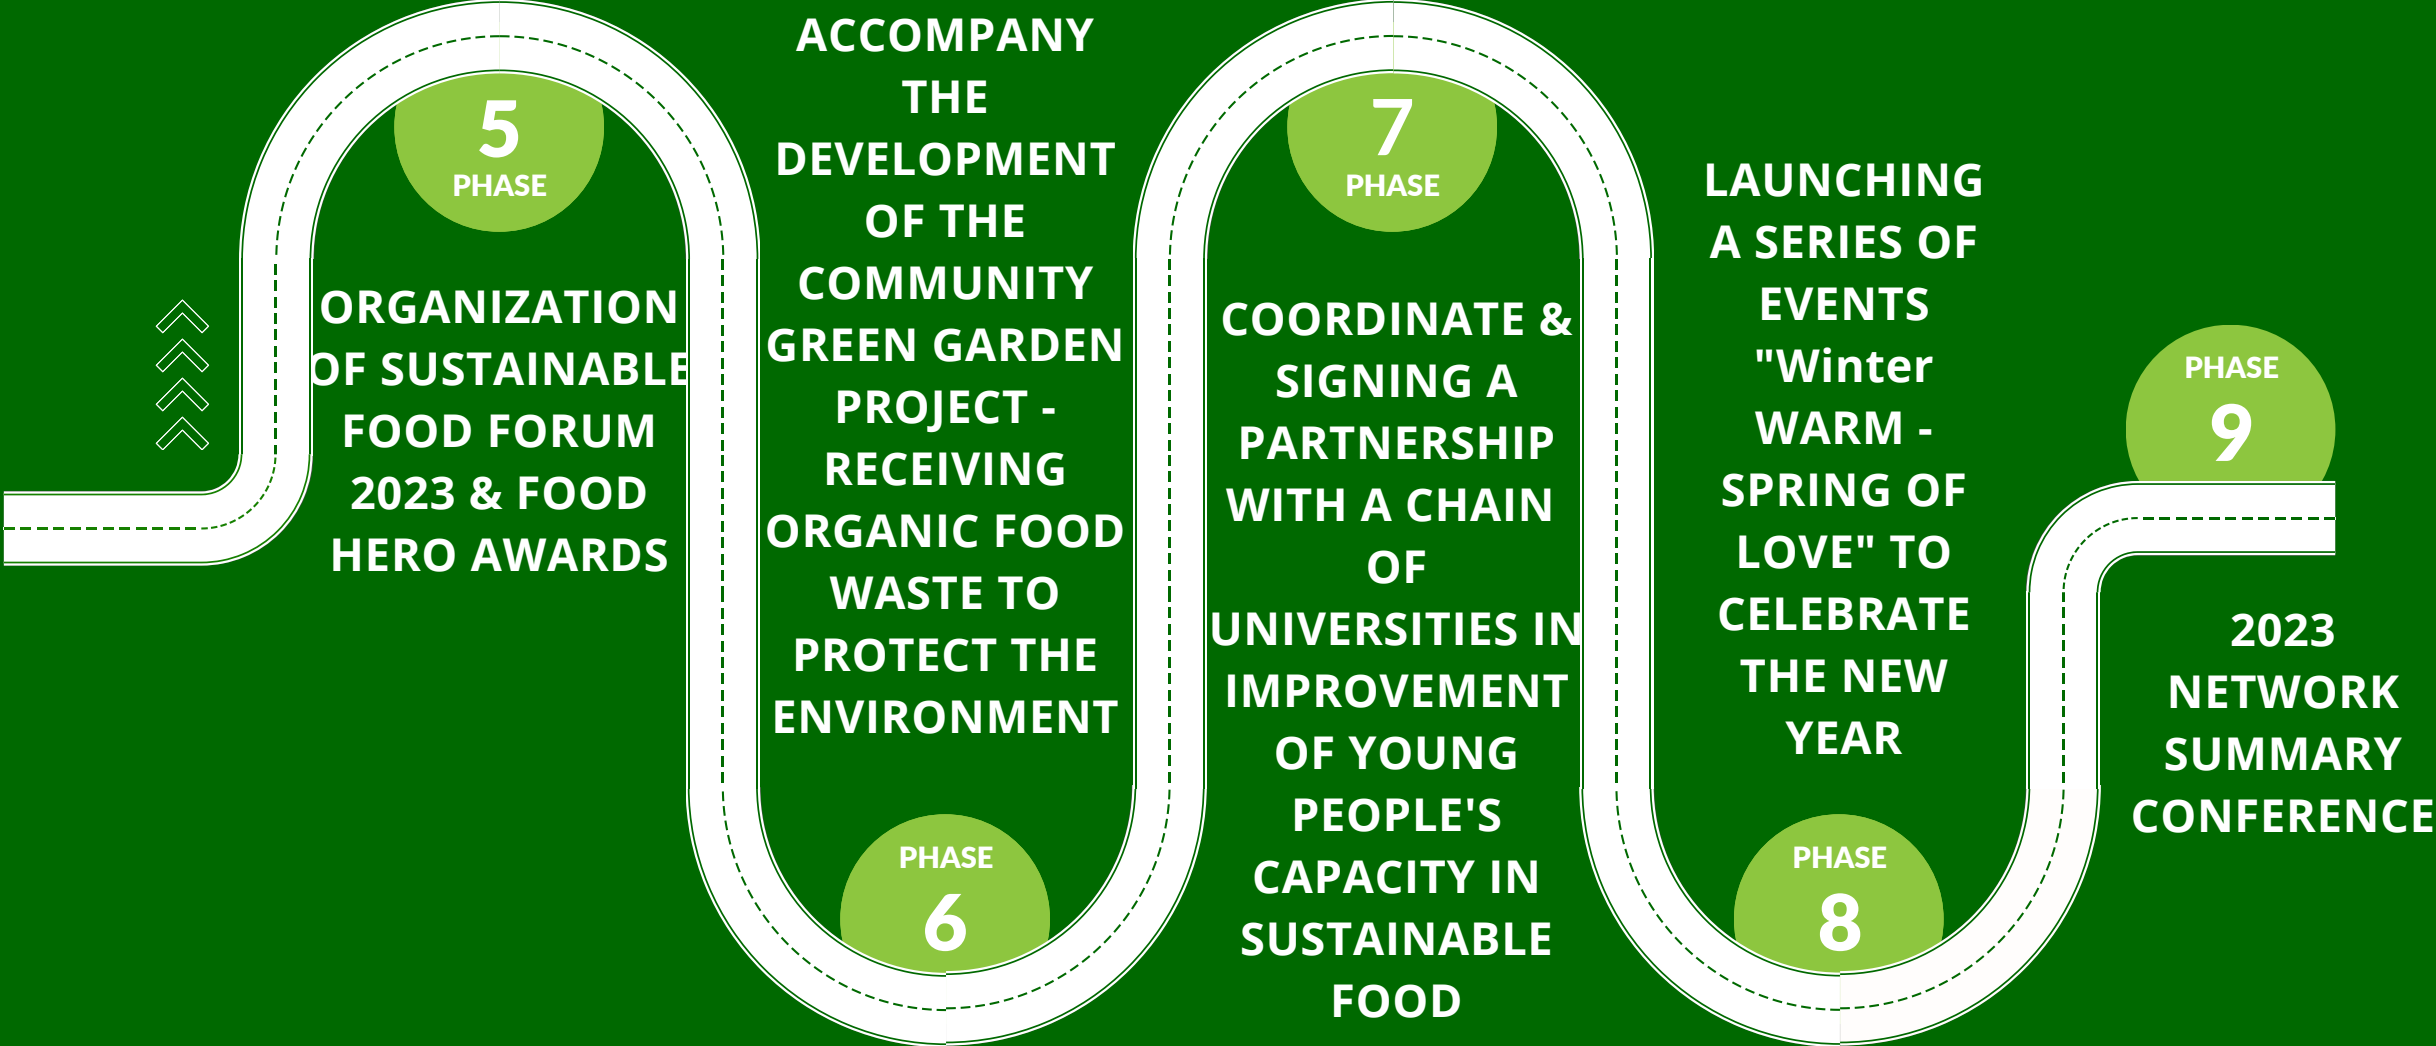 5
PHASE
ORGANIZATION
OF SUSTAINABLE
FOOD FORUM
2023 & FOOD
HERO AWARDS
ACCOMPANY
THE
DEVELOPMENT
OF THE
COMMUNITY
GREEN GARDEN
PROJECT -
RECEIVING
ORGANIC FOOD
WASTE TO
PROTECT THE
ENVIRONMENT
PHASE
6
7
PHASE
COORDINATE &
SIGNING A
PARTNERSHIP
WITH A CHAIN
OF
UNIVERSITIES IN
IMPROVEMENT
OF YOUNG
PEOPLE'S
CAPACITY IN
SUSTAINABLE
FOOD
LAUNCHING
A SERIES OF
EVENTS
"Winter
WARM -
SPRING OF
LOVE" TO
CELEBRATE
THE NEW
YEAR
PHASE
8
PHASE
9
2023
NETWORK
SUMMARY
CONFERENCE